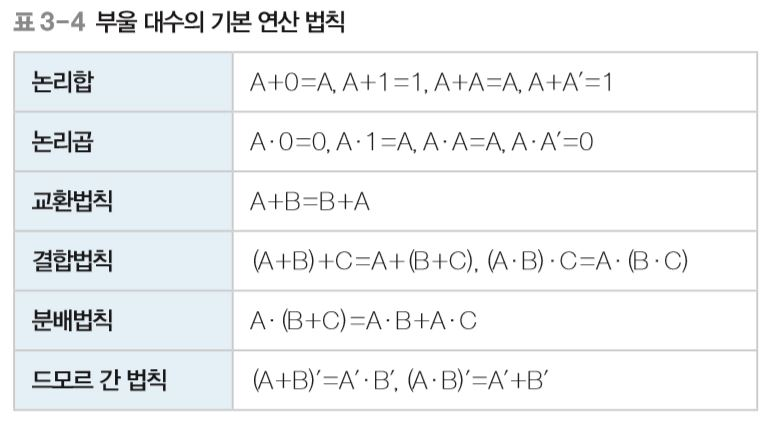 표 3-4 부울 대수의 기본 연산 법칙
논리합 A+0=A, A+1=1, A+A=A, A+A′=1
논리곱 A·0=0, A·1=A, A·A=A, A·A′=0
교환법칙 A+B=B+A
결합법칙 (A+B)+C=A+(B+C), (A·B)·C=A·(B·C)
분배법칙 A·(B+C)=A·B+A·C
드모르 간 법칙 (A+B)′=A′·B′, (A·B)′=A′+B′